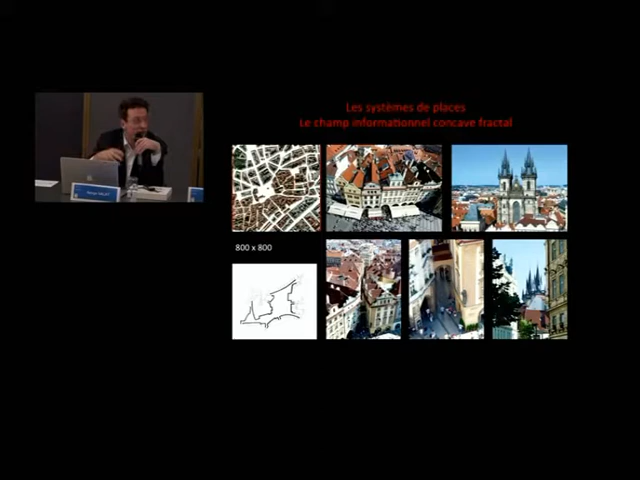 Les systèmes de places
Le champ informationnel concave fractal
800 x 800